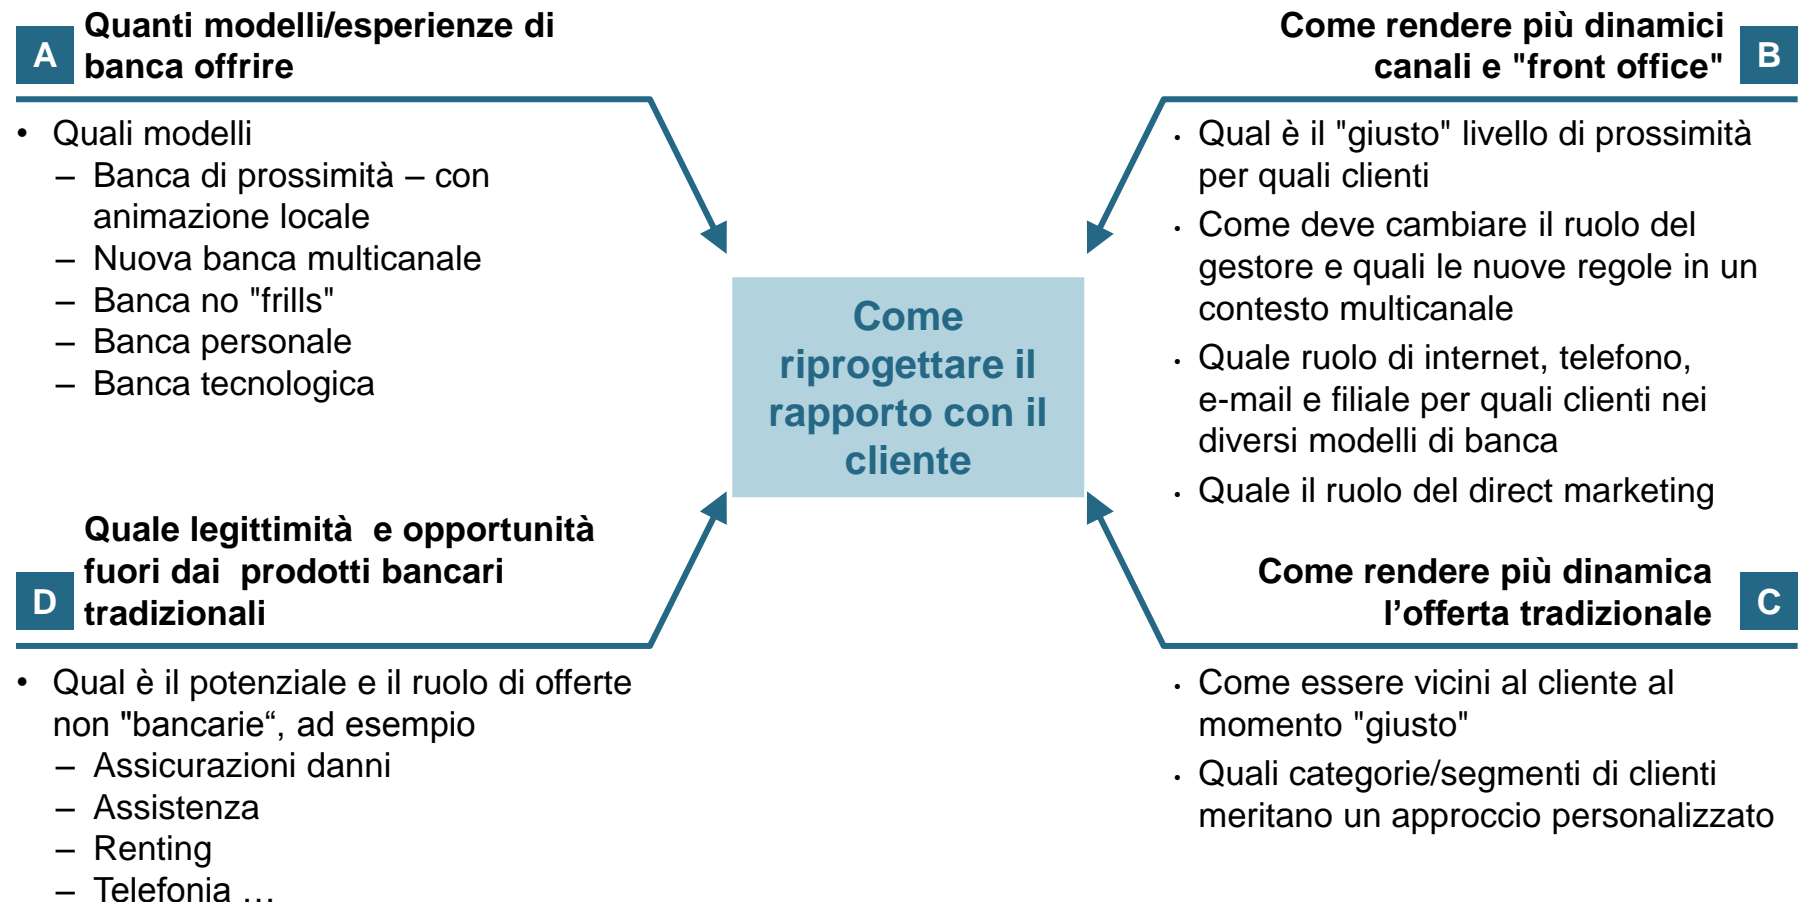 A
Quanti modelli/esperienze di
banca offrire
• Quali modelli
– Banca di prossimità – con
animazione locale
– Nuova banca multicanale
– Banca no "frills"
– Banca personale
– Banca tecnologica
Come rendere più dinamici
canali e "front office"
B
• Qual è il "giusto" livello di prossimità
per quali clienti
• Come deve cambiare il ruolo del
gestore e quali le nuove regole in un
contesto multicanale
• Quale ruolo di internet, telefono,
e-mail e filiale per quali clienti nei
diversi modelli di banca
• Quale il ruolo del direct marketing
Come
riprogettare il
rapporto con il
cliente
Come rendere più dinamica
l’offerta tradizionale
C
• Come essere vicini al cliente al
momento "giusto"
• Quali categorie/segmenti di clienti
meritano un approccio personalizzato
D
Quale legittimità  e opportunità
fuori dai  prodotti bancari
tradizionali
• Qual è il potenziale e il ruolo di offerte
non "bancarie“, ad esempio
– Assicurazioni danni
– Assistenza
– Renting
– Telefonia …